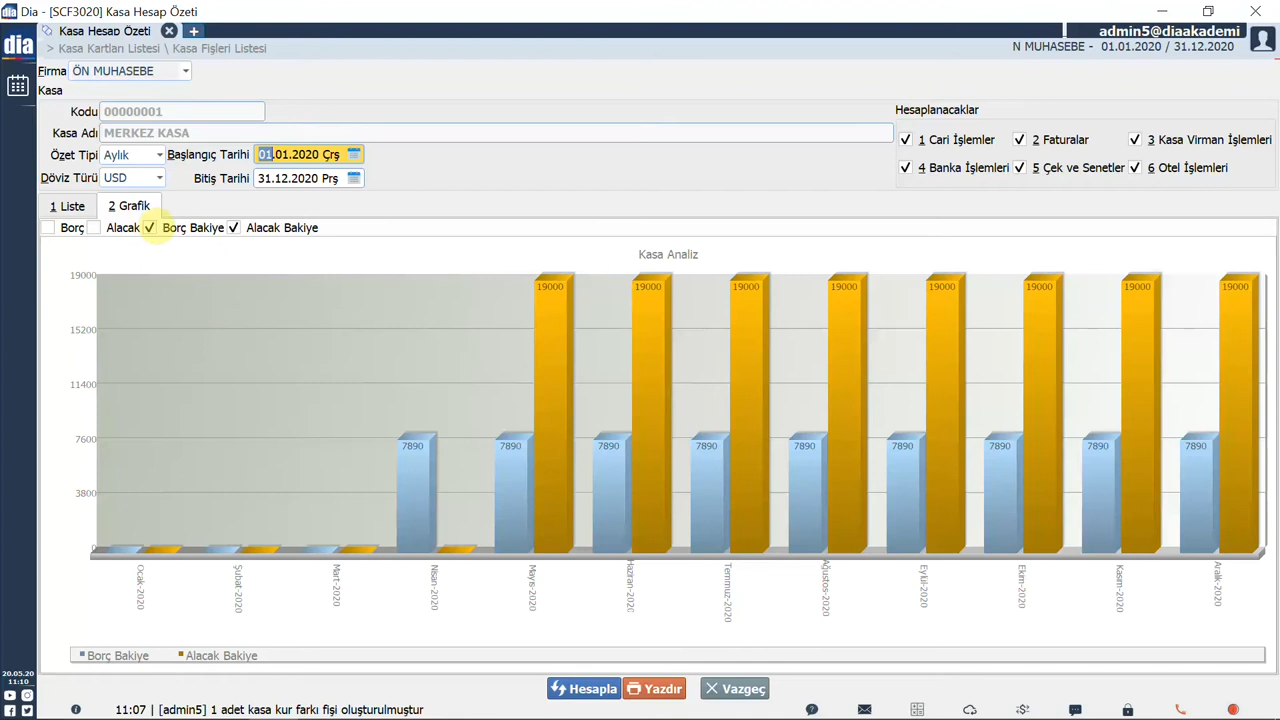 Dia - [SCF3020] Kasa Hesap Özeti
dia
Kasa Hesap Özeti
admin5@diaakademi
> Kasa Kartları Listesi \ Kasa Fişleri Listesi
N MUHASEBE - 01.01.2020 / 31.12.2020
Firma ÖN MUHASEBE
Kasa
Kodu 00000001
Kasa Adı MERKEZ KASA
Özet Tipi Aylık Başlangıç Tarihi 01.01.2020 Çrş
Döviz Türü USD Bitiş Tarihi 31.12.2020 Prş
Hesaplanacaklar
1 Cari İşlemler 2 Faturalar 3 Kasa Virman İşlemleri
4 Banka İşlemleri 5 Çek ve Senetler 6 Otel İşlemleri
1 Liste 2 Grafik
Borç Alacak Borç Bakiye Alacak Bakiye
Kasa Analiz
19000
15200
11400
7600
3800
0
19000 19000 19000 19000 19000 19000 19000 19000
7890 7890 7890 7890 7890 7890 7890 7890 7890
Ocak-2020
Şubat-2020
Mart-2020
Nisan-2020
Mayıs-2020
Haziran-2020
Temmuz-2020
Ağustos-2020
Eylül-2020
Ekim-2020
Kasım-2020
Aralık-2020
Borç Bakiye Alacak Bakiye
Hesapla Yazdır Vazgeç
20.05.20
11:10
11:07 | [admin5] 1 adet kasa kur farkı fişi oluşturulmuştur